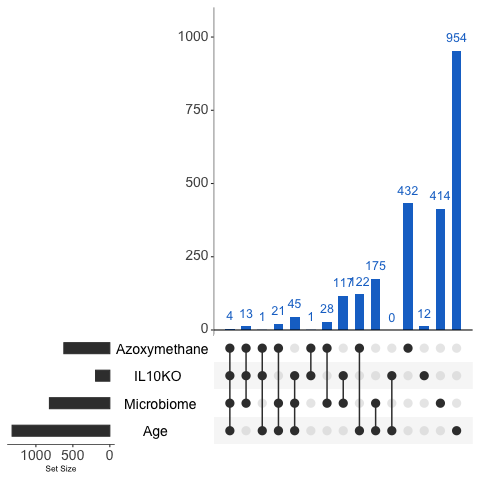 1000
750
500
250
0
4 13 1 21 45 1 28 117 122 175 0 432 12 414 954
Azoxymethane
IL10KO
Microbiome
Age
1000 500 0
Set Size